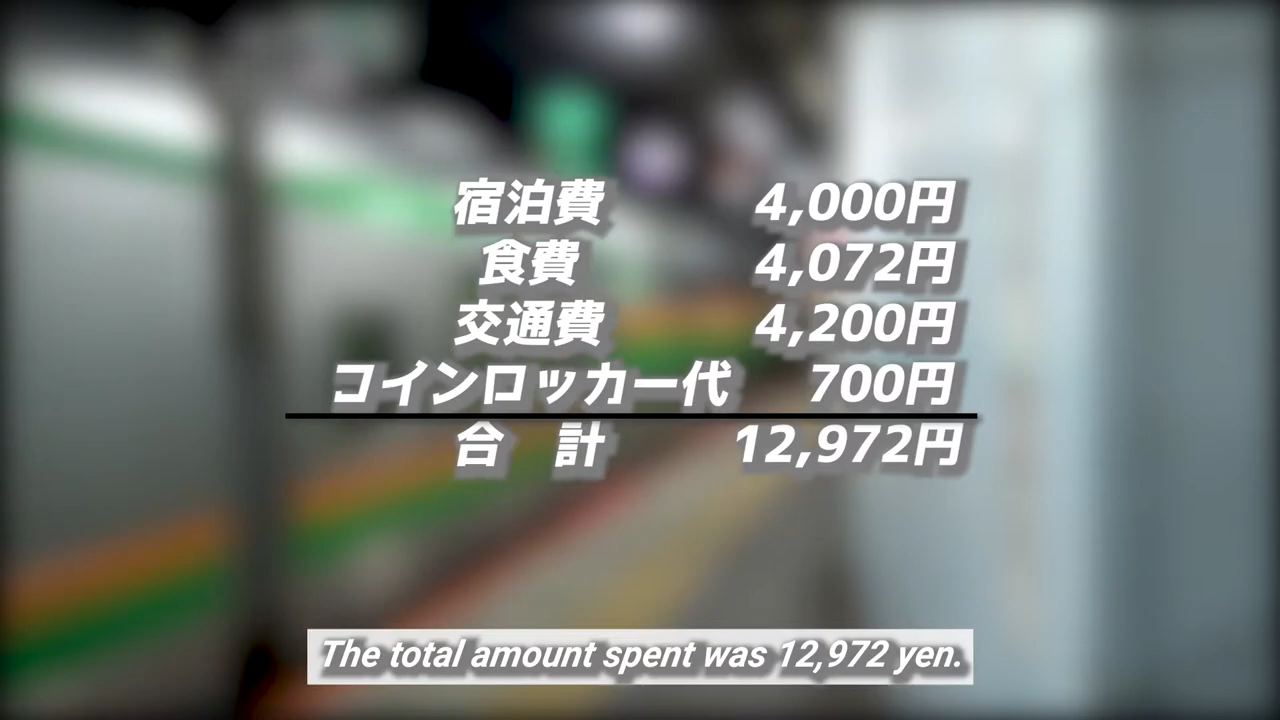 宿泊費 4,000円
食費 4,072円
交通費 4,200円
コインロッカー代 700円
合　計 12,972円
The total amount spent was 12,972 yen.